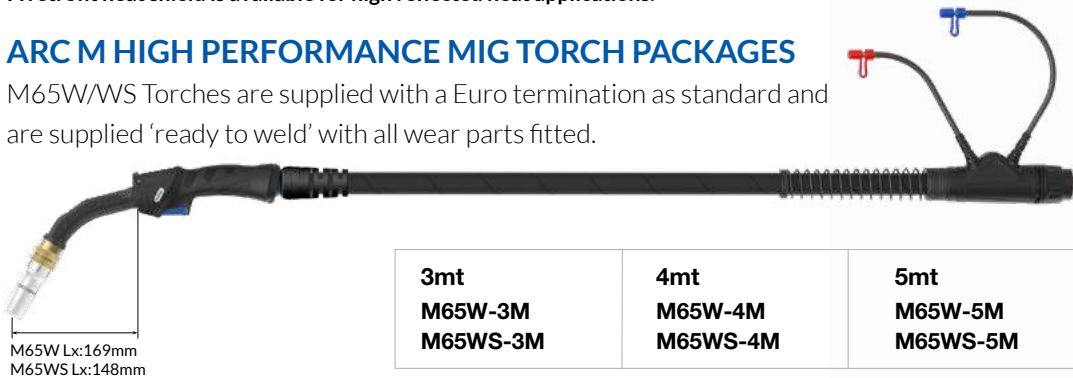 ARC M HIGH PERFORMANCE MIG TORCH PACKAGES
M65W/WS Torches are supplied with a Euro termination as standard and
are supplied ‘ready to weld’ with all wear parts fitted.
3mt
M65W-3M
M65WS-3M
4mt
M65W-4M
M65WS-4M
5mt
M65W-5M
M65WS-5M
M65W Lx:169mm
M65WS Lx:148mm